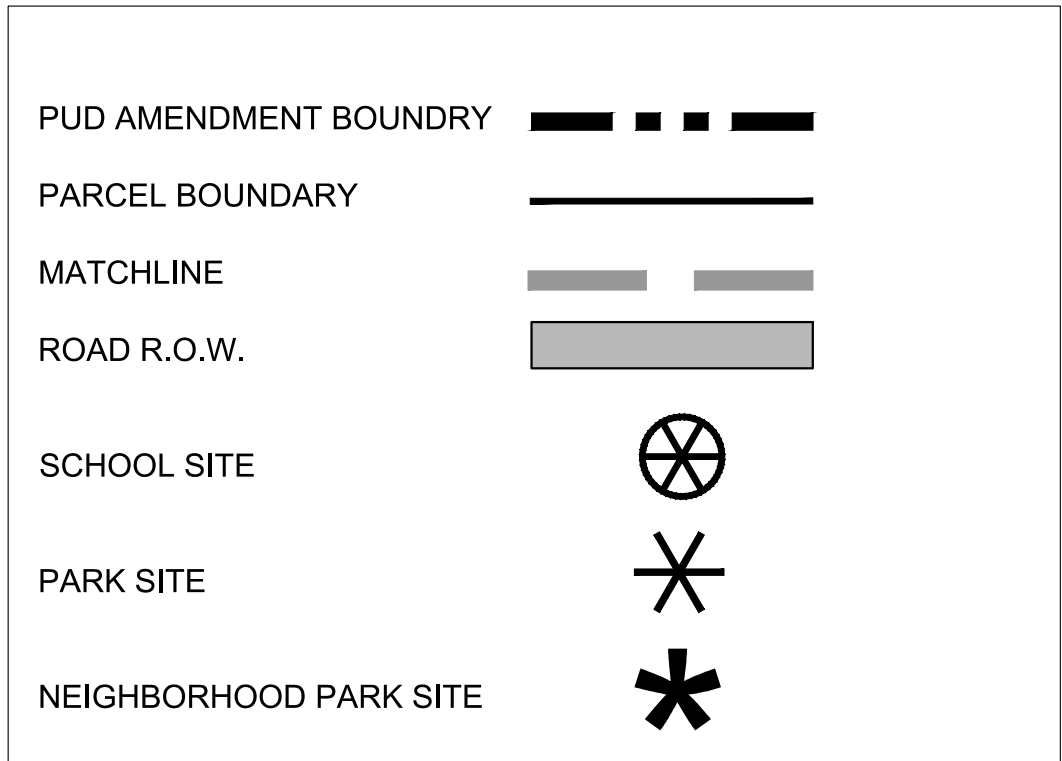 PUD AMENDMENT BOUNDRY
PARCEL BOUNDARY
MATCHLINE
ROAD R.O.W.
SCHOOL SITE
PARK SITE
NEIGHBORHOOD PARK SITE